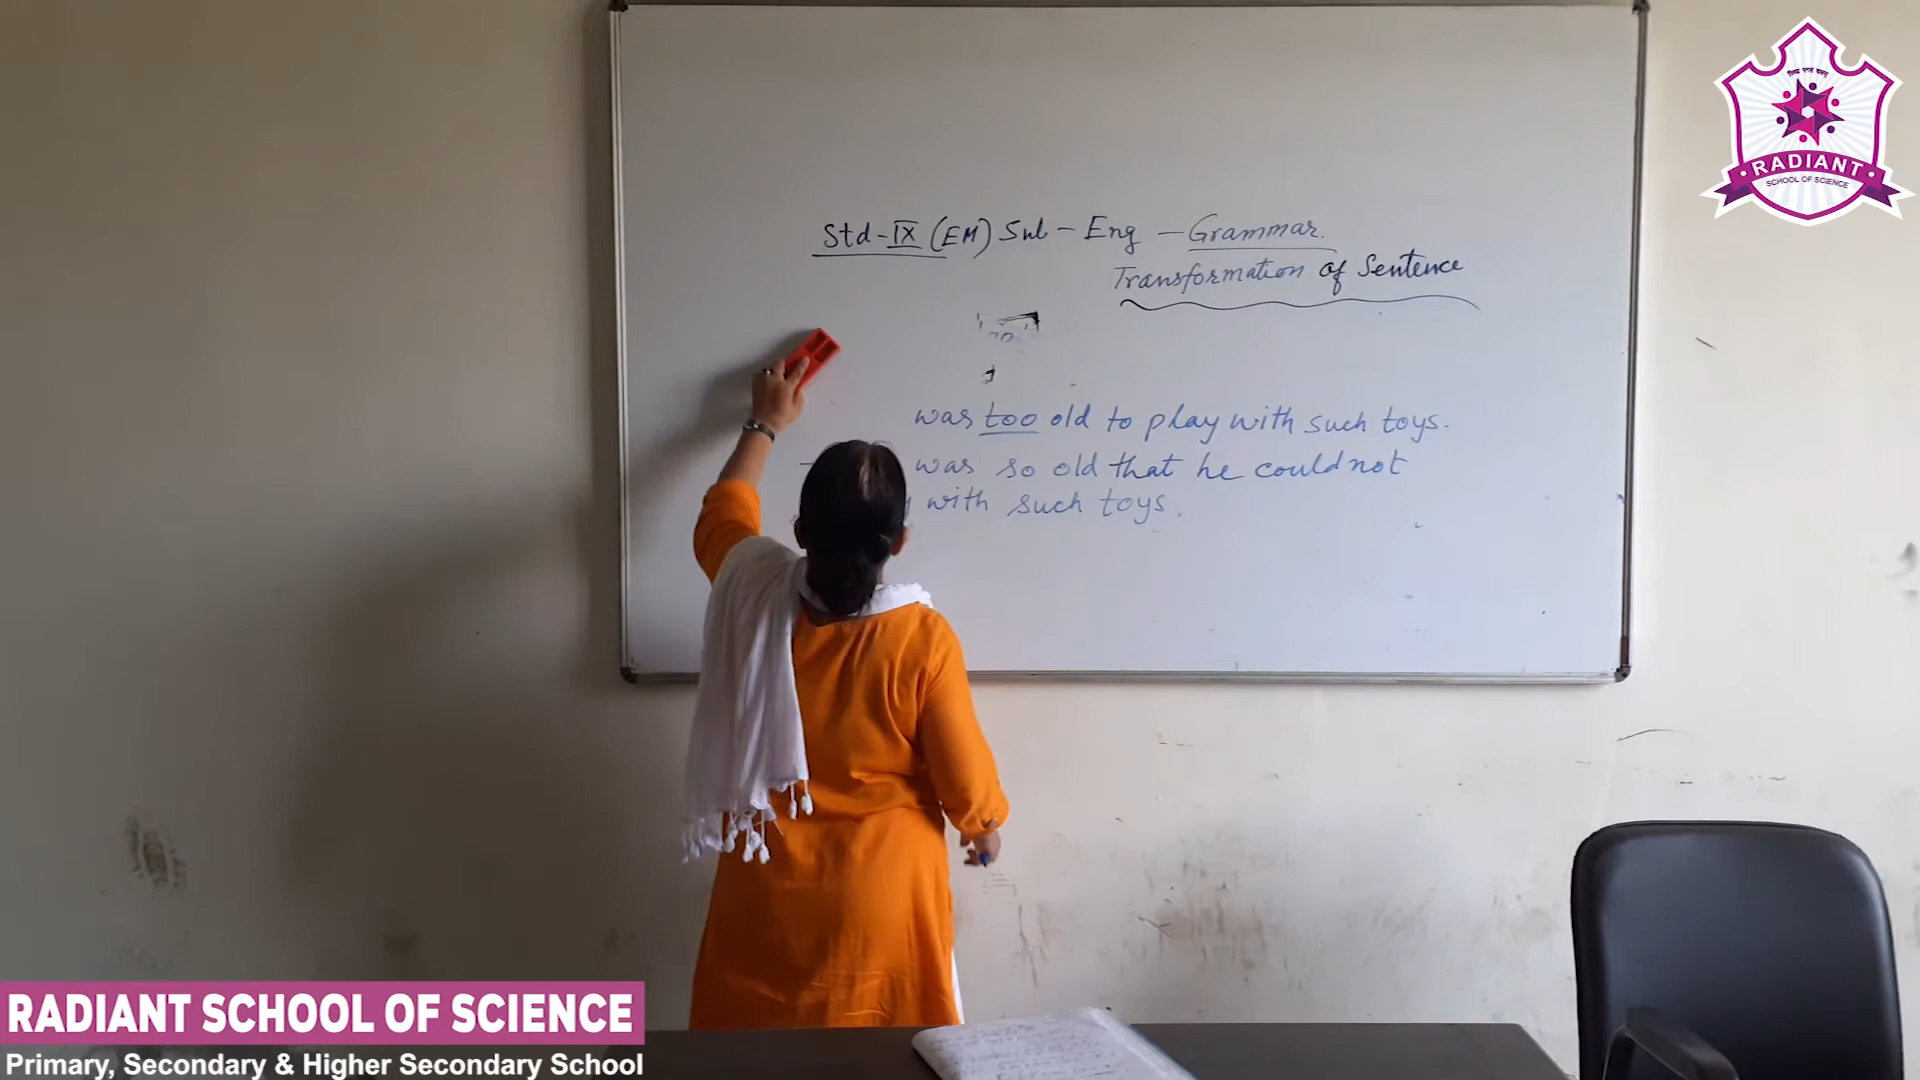 Std-IX (EM) Sub - Eng - Grammar.
Transformation of Sentence
was too old to play with such toys.
was so old that he could not
with such toys.
RADIANT
SCHOOL OF SCIENCE
RADIANT SCHOOL OF SCIENCE
Primary, Secondary & Higher Secondary School